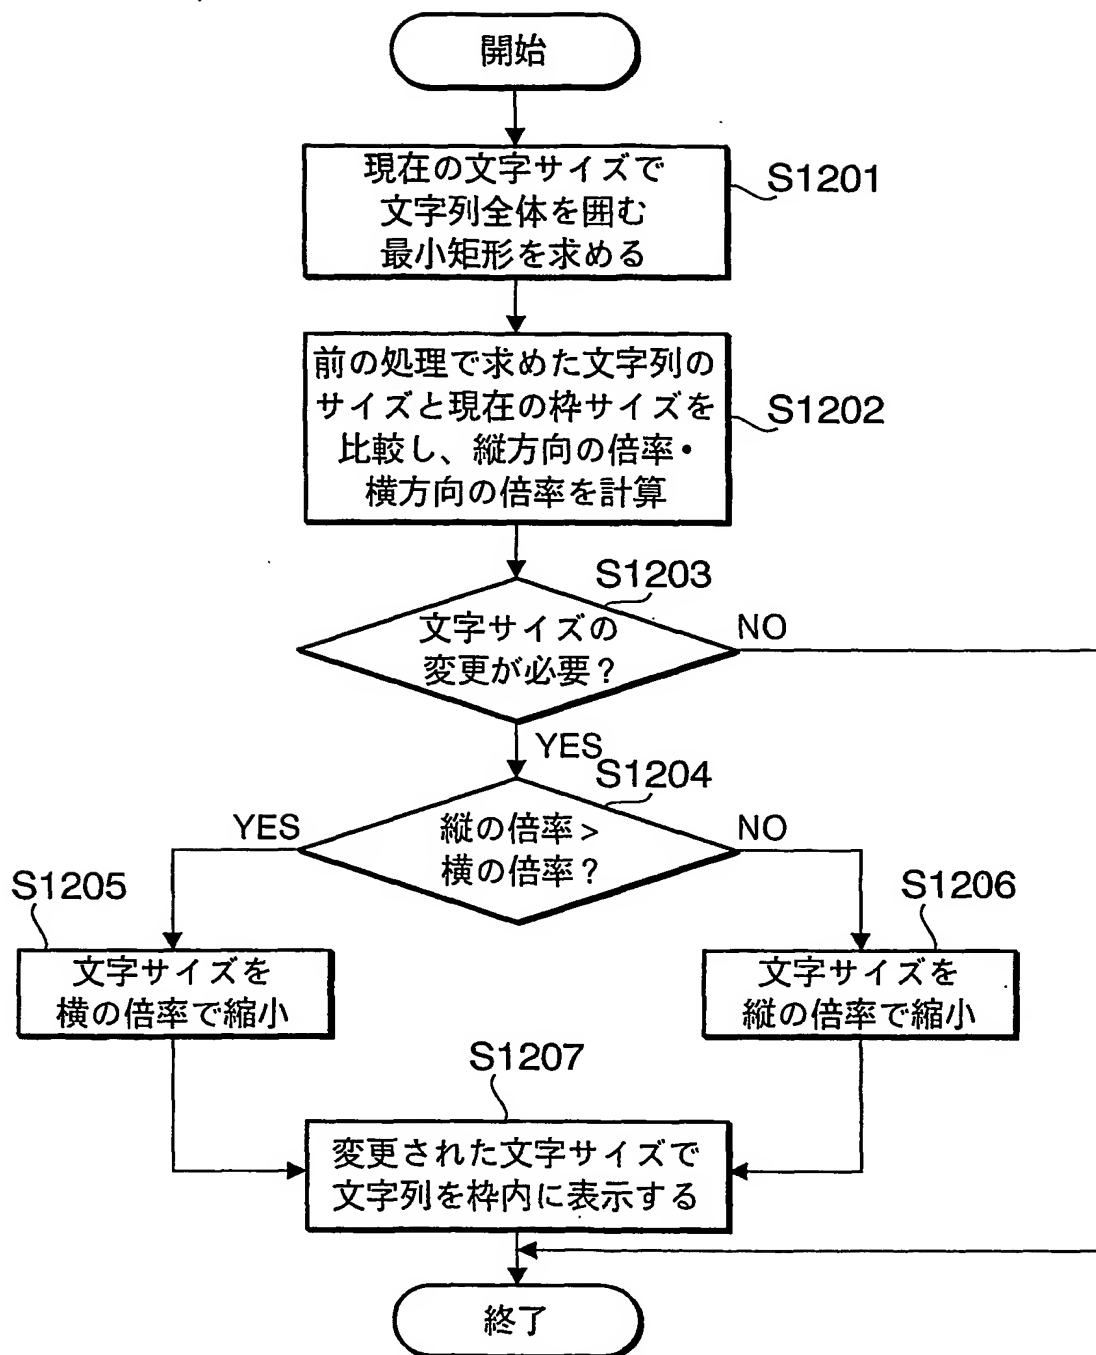 開始
現在の文字サイズで
文字列全体を囲む
最小矩形を求める
S1201
前の処理で求めた文字列の
サイズと現在の枠サイズを
比較し、縦方向の倍率・
横方向の倍率を計算
S1202
S1203
文字サイズの
変更が必要?
NO
YES
S1204
縦の倍率>
横の倍率?
YES
NO
S1205
文字サイズを
横の倍率で縮小
S1206
文字サイズを
縦の倍率で縮小
S1207
変更された文字サイズで
文字列を枠内に表示する
終了